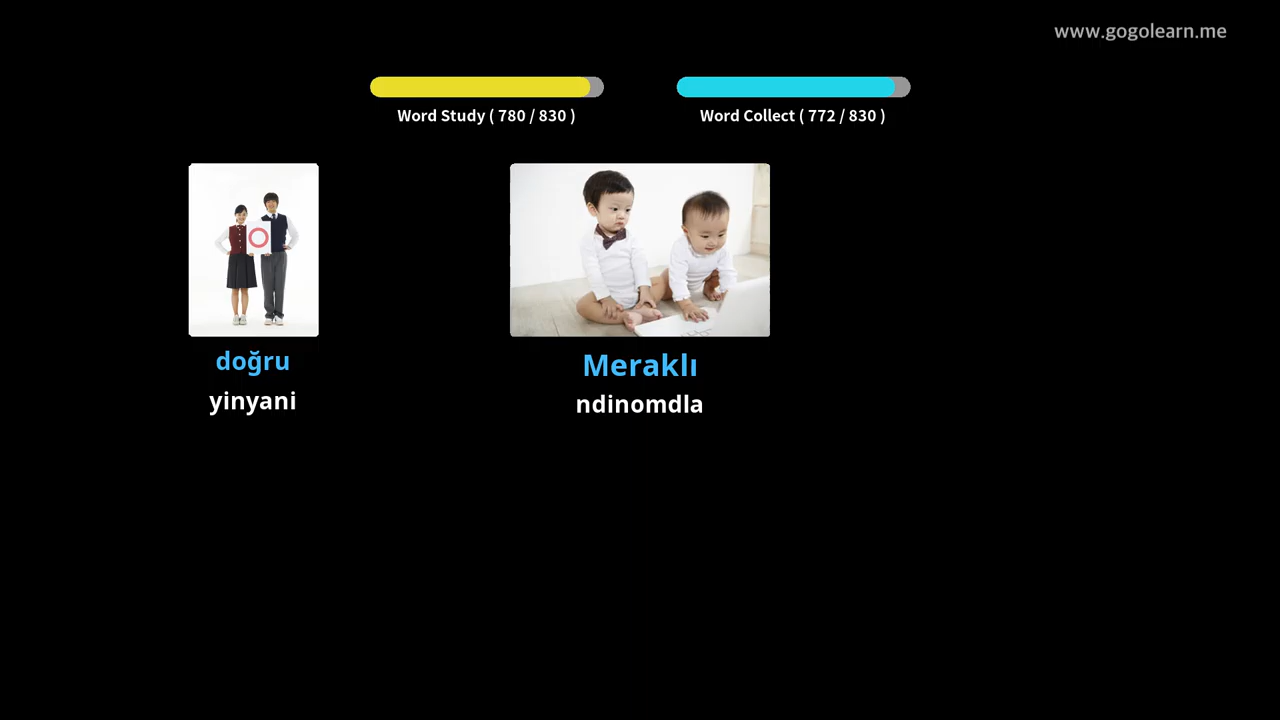 www.gogolearn.me
Word Study ( 780 / 830 )
Word Collect ( 772 / 830 )
doğru
yinyani
Meraklı
ndinomdla